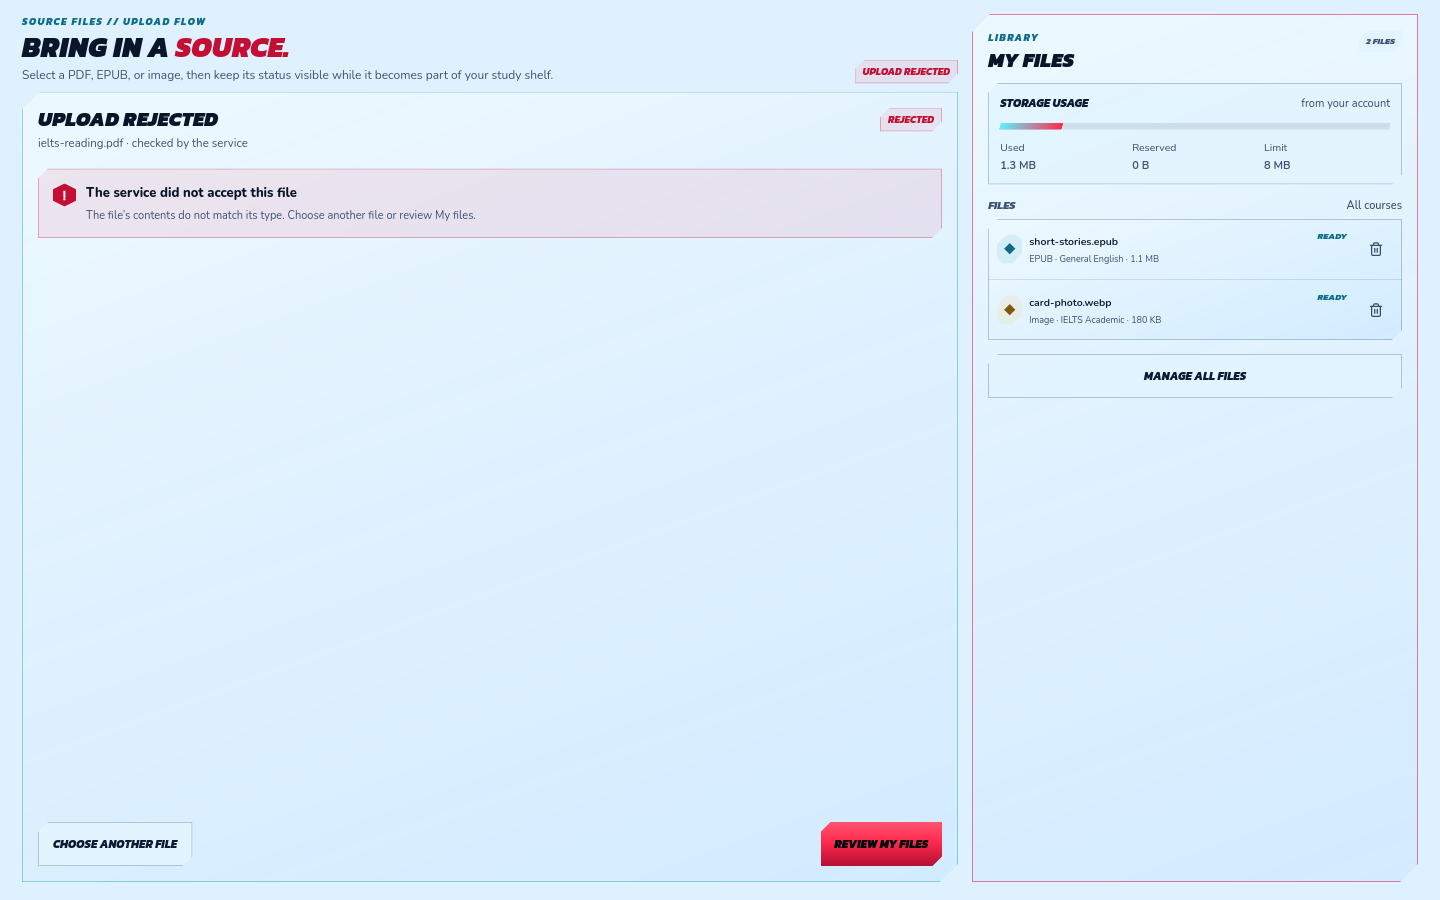 SOURCE FILES // UPLOAD FLOW
BRING IN A SOURCE.
Select a PDF, EPUB, or image, then keep its status visible while it becomes part of your study shelf.
UPLOAD REJECTED
UPLOAD REJECTED
REJECTED
ielts-reading.pdf · checked by the service
!
The service did not accept this file
The file's contents do not match its type. Choose another file or review My files.
CHOOSE ANOTHER FILE
REVIEW MY FILES
LIBRARY
2 FILES
MY FILES
STORAGE USAGE
from your account
Used
Reserved
Limit
1.3 MB
0 B
8 MB
FILES
All courses
short-stories.epub
READY
EPUB · General English · 1.1 MB
card-photo.webp
READY
Image · IELTS Academic · 180 KB
MANAGE ALL FILES